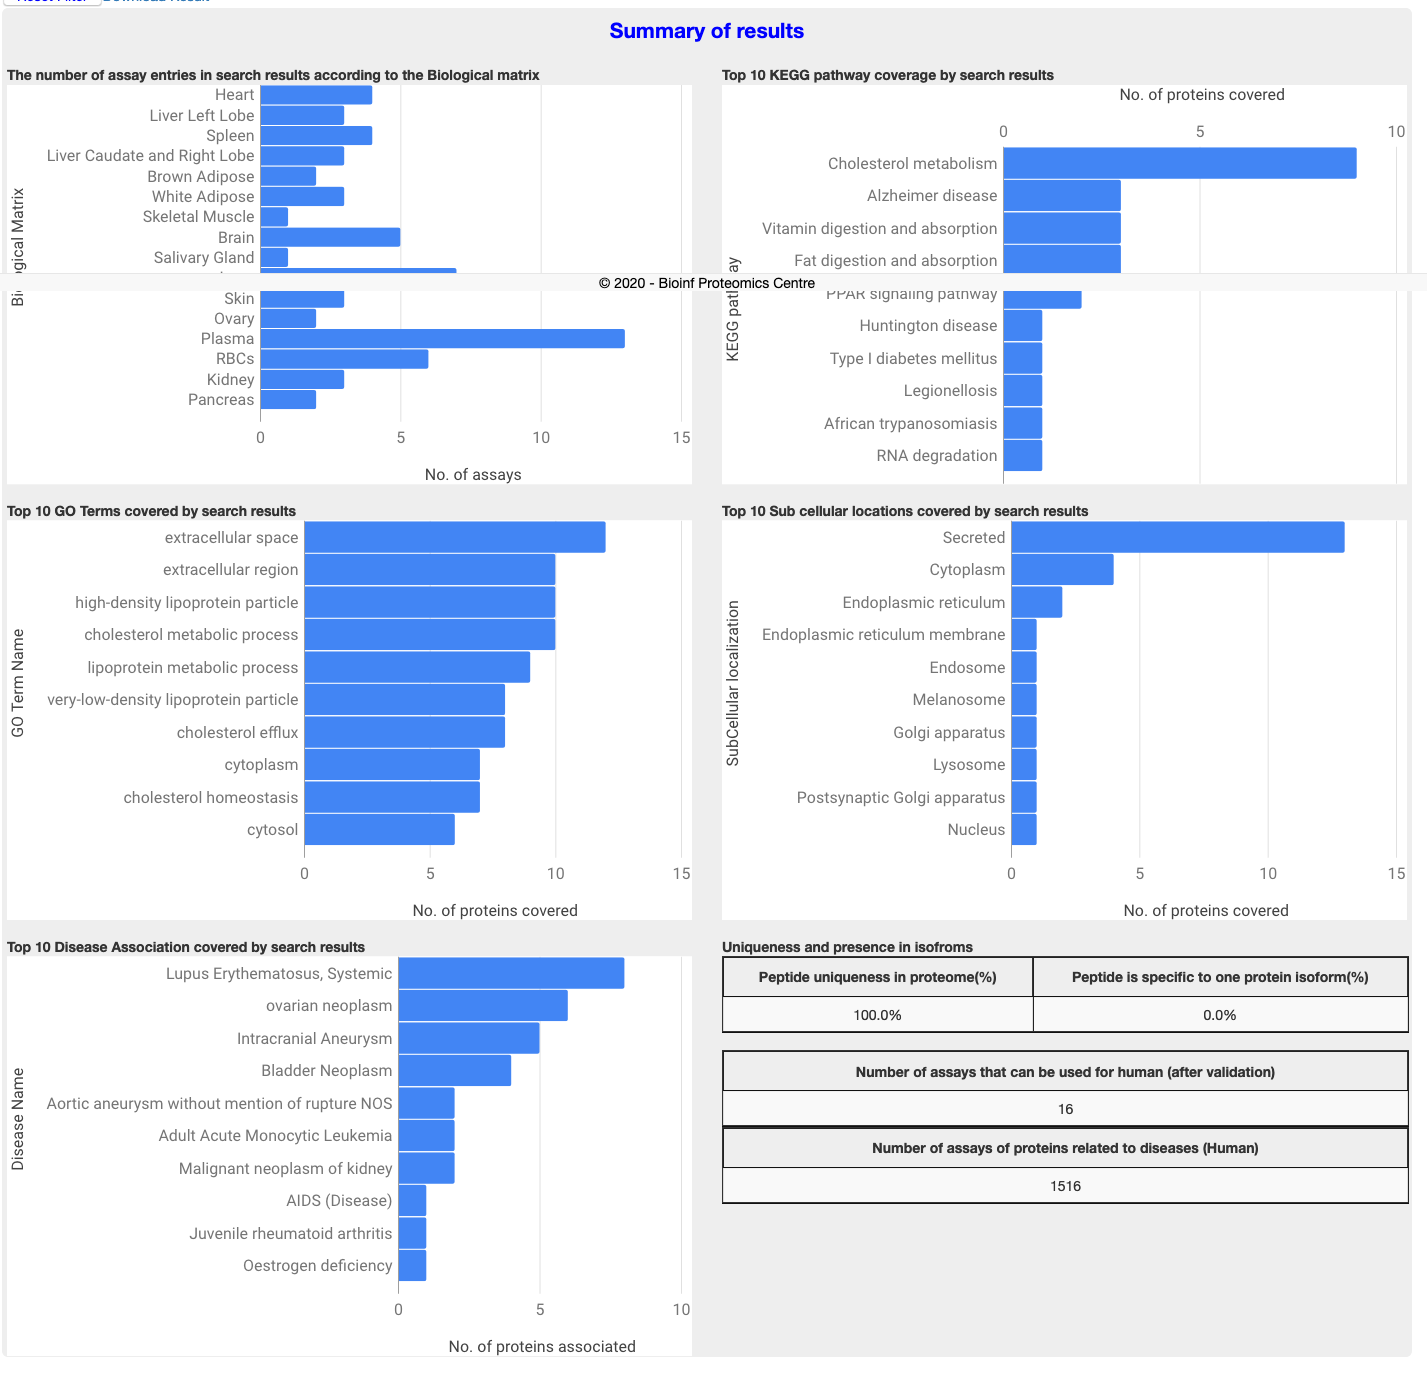 Download Result
Summary of results
The number of assay entries in search results according to the Biological matrix
Heart
Liver Left Lobe
Spleen
Liver Caudate and Right Lobe
Brown Adipose
White Adipose
Skeletal Muscle
Brain
Salivary Gland
Skin
Ovary
Plasma
RBCs
Kidney
Pancreas
0 5 10 15
No. of assays
Top 10 KEGG pathway coverage by search results
No. of proteins covered
0 5 10
Cholesterol metabolism
Alzheimer disease
Vitamin digestion and absorption
Fat digestion and absorption
© 2020 - Bioinf Proteomics Centre
PPAR signaling pathway
Huntington disease
Type I diabetes mellitus
Legionellosis
African trypanosomiasis
RNA degradation
Top 10 GO Terms covered by search results
GO Term Name
extracellular space
extracellular region
high-density lipoprotein particle
cholesterol metabolic process
lipoprotein metabolic process
very-low-density lipoprotein particle
cholesterol efflux
cytoplasm
cholesterol homeostasis
cytosol
0 5 10 15
No. of proteins covered
Top 10 Sub cellular locations covered by search results
SubCellular localization
Secreted
Cytoplasm
Endoplasmic reticulum
Endoplasmic reticulum membrane
Endosome
Melanosome
Golgi apparatus
Lysosome
Postsynaptic Golgi apparatus
Nucleus
0 5 10 15
No. of proteins covered
Top 10 Disease Association covered by search results
Disease Name
Lupus Erythematosus, Systemic
ovarian neoplasm
Intracranial Aneurysm
Bladder Neoplasm
Aortic aneurysm without mention of rupture NOS
Adult Acute Monocytic Leukemia
Malignant neoplasm of kidney
AIDS (Disease)
Juvenile rheumatoid arthritis
Oestrogen deficiency
0 5 10
No. of proteins associated
Uniqueness and presence in isofroms
Peptide uniqueness in proteome(%) Peptide is specific to one protein isoform(%)
100.0% 0.0%
Number of assays that can be used for human (after validation)
16
Number of assays of proteins related to diseases (Human)
1516